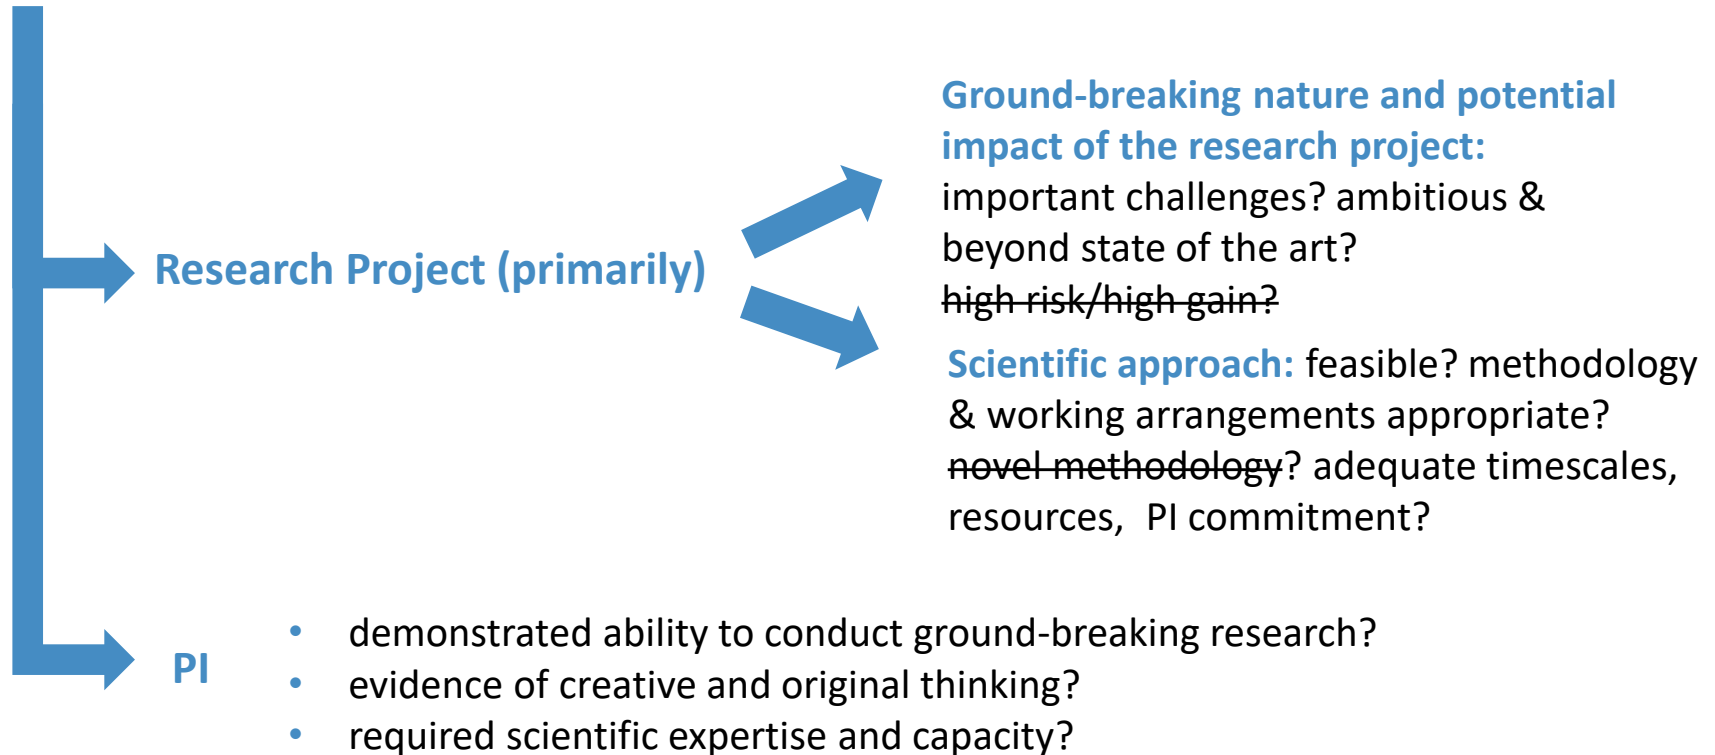 Ground-breaking nature and potential
impact of the research project:
important challenges? ambitious &
beyond state of the art?
high risk/high gain?
Research Project (primarily)
Scientific approach: feasible? methodology
& working arrangements appropriate?
novel methodology? adequate timescales,
resources, PI commitment?
PI
• demonstrated ability to conduct ground-breaking research?
• evidence of creative and original thinking?
• required scientific expertise and capacity?